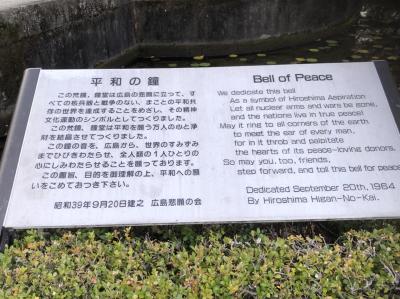 平和の鐘
この梵鐘、鐘堂は広島の悲願に立って、す
べての核兵器と戦争のない、まことの平和共
存の世界を達成することをめざし、その精神
文化運動のシンボルとしてつくりました。
この梵鐘、鐘堂は平和を願う万人の心と浄
財を結晶させてつくりました。
この鐘の音を、広島から、世界のすみずみ
までひびきわたらせ、全人類の1人ひとりの
心にしみわたらせることを願っております。
この趣旨、目的を御理解の上、平和への願
いをこめておつき下さい。
昭和39年9月20日建之 広島悲願の会
Bell of Peace
We dedicate this bell
As a symbol of Hiroshima Aspiration
Let all nuclear arms and wars be gone,
and the nations live in true peace!
May it ring to all corners of the earth
to meet the ear of every man,
for in it throb and palpitate
the hearts of its peace-loving donors.
So may you, too, friends,
step forward, and toll this bell for peace!
Dedicated September 20th, 1964
By Hiroshima Higan-No-Kai.